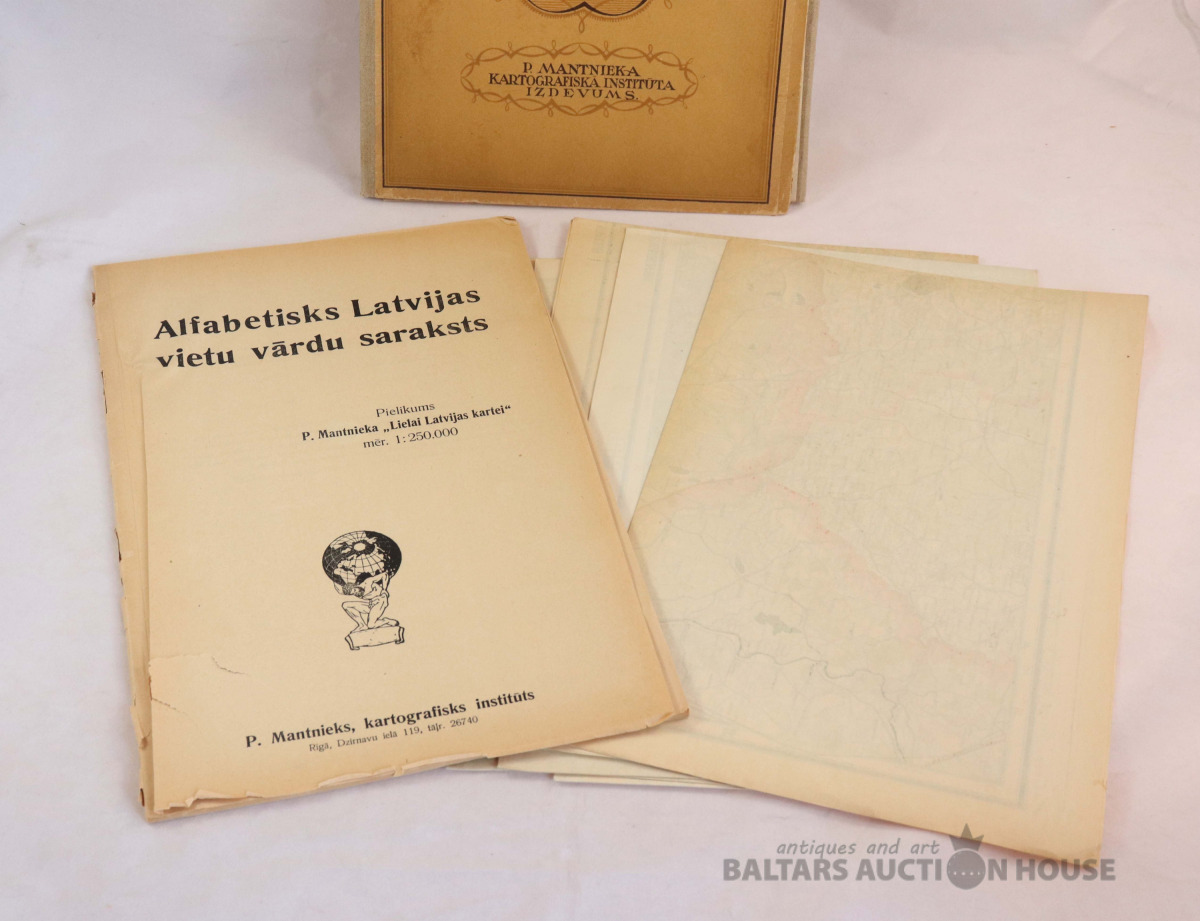 P. MANTNIEKA
KARTOGRAFISKA INSTITŪTA
IZDEVUMS.
Alfabetisks Latvijas
vietu vārdu saraksts
Pielikums
P. Mantnieka „Lielai Latvijas kartei“
mēr. 1:250.000
P. Mantnieks, kartografisks institūts
Rīgā, Dzirnavu ielā 119, tāļr. 26740
antiques and art
BALTARS AUCTION HOUSE